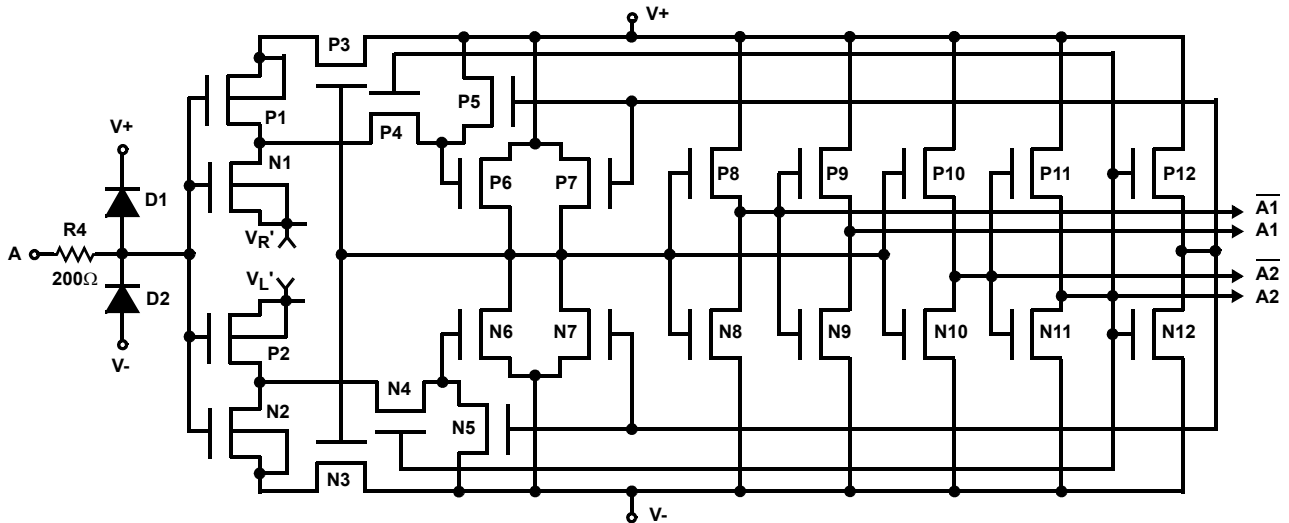 V+
P3
P5
P1
P4
V+
N1
P6
P7
P8
P9
P10
P11
P12
D1
R4
A
200Ω
VR'
A1
A1
VL'
A2
A2
D2
V-
P2
N6
N7
N8
N9
N10
N11
N12
N4
N2
N5
N3
V-